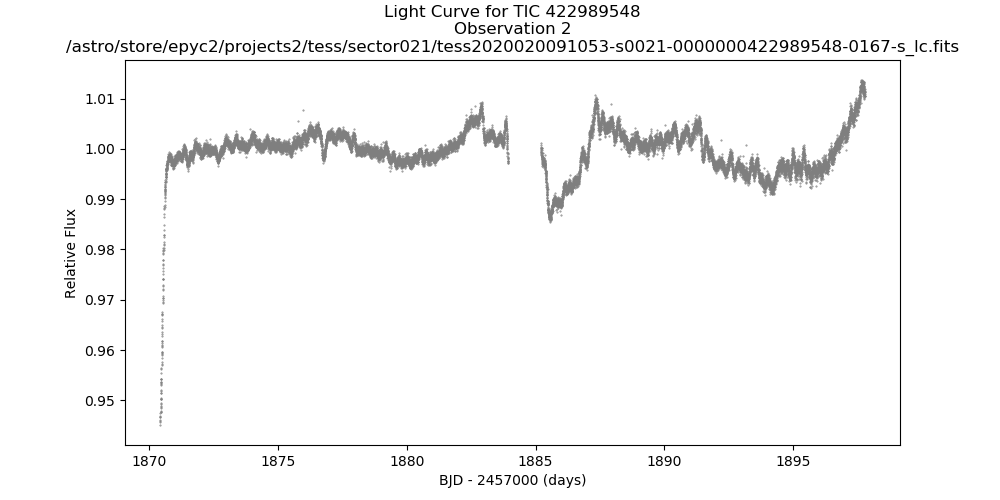 Light Curve for TIC 422989548
Observation 2
/astro/store/epyc2/projects2/tess/sector021/tess2020020091053-s0021-0000000422989548-0167-s_lc.fits
1.01
1.00
0.99
0.98
0.97
0.96
0.95
Relative Flux
1870 1875 1880 1885 1890 1895
BJD - 2457000 (days)